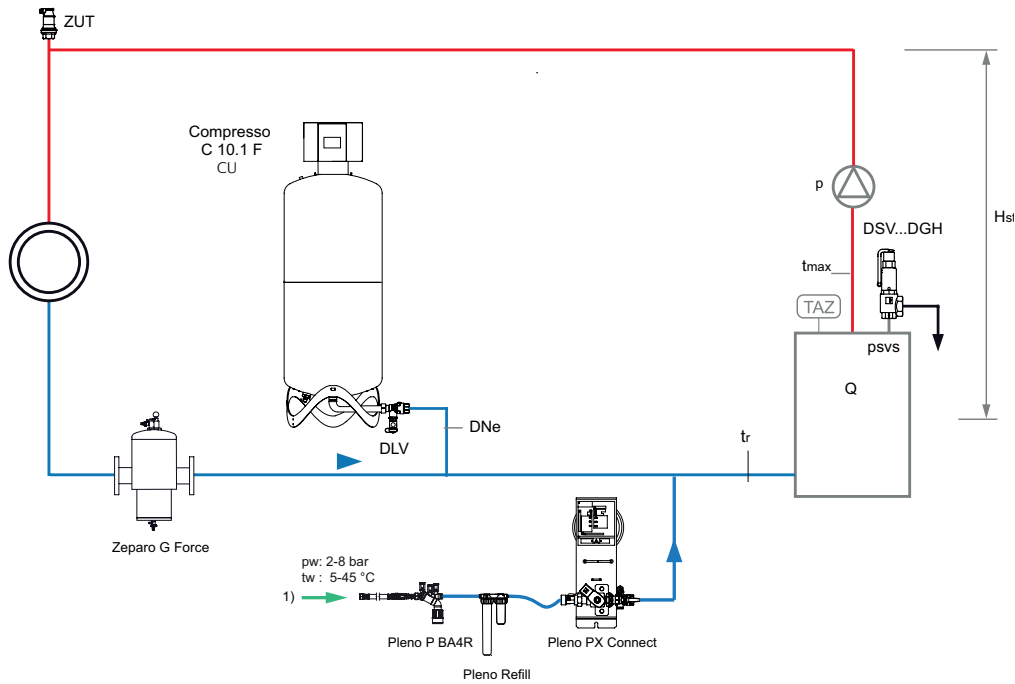 ZUT
Compresso
C 10.1 F
CU
p
Hst
DSV...DGH
tmax
TAZ
psvs
Q
DNe
DLV
tr
Zeparo G Force
pw: 2-8 bar
tw : 5-45 °C
1)
Pleno P BA4R
Pleno PX Connect
Pleno Refill